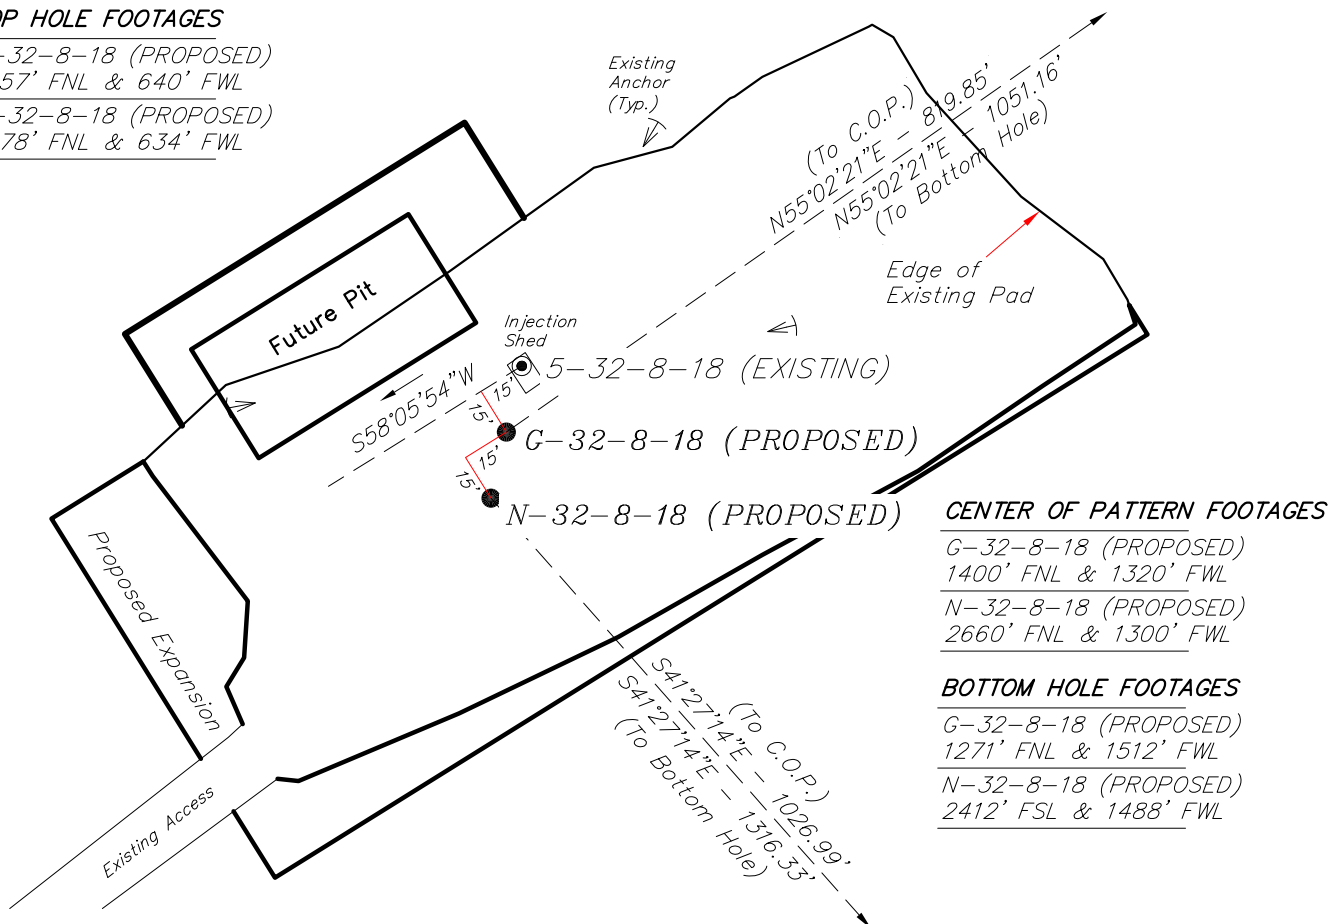 HOLE FOOTAGES
-32-8-18 (PROPOSED)
57' FNL & 640' FWL
-32-8-18 (PROPOSED)
78' FNL & 634' FWL
Existing
Anchor
(Typ.)
(To C.O.P.)
N55°02'21"E - 819.85'
N55°02'21"E - 1051.16'
(To Bottom Hole)
Edge of
Existing Pad
Future Pit
Injection
Shed
5-32-8-18 (EXISTING)
S58°05'54"W
15'
15'
G-32-8-18 (PROPOSED)
15'
15'
N-32-8-18 (PROPOSED)
Proposed Expansion
Existing Access
(To C.O.P.)
S41°27'14"E - 1026.99'
S41°27'14"E - 1316.33'
(To Bottom Hole)
CENTER OF PATTERN FOOTAGES
G-32-8-18 (PROPOSED)
1400' FNL & 1320' FWL
N-32-8-18 (PROPOSED)
2660' FNL & 1300' FWL
BOTTOM HOLE FOOTAGES
G-32-8-18 (PROPOSED)
1271' FNL & 1512' FWL
N-32-8-18 (PROPOSED)
2412' FSL & 1488' FWL